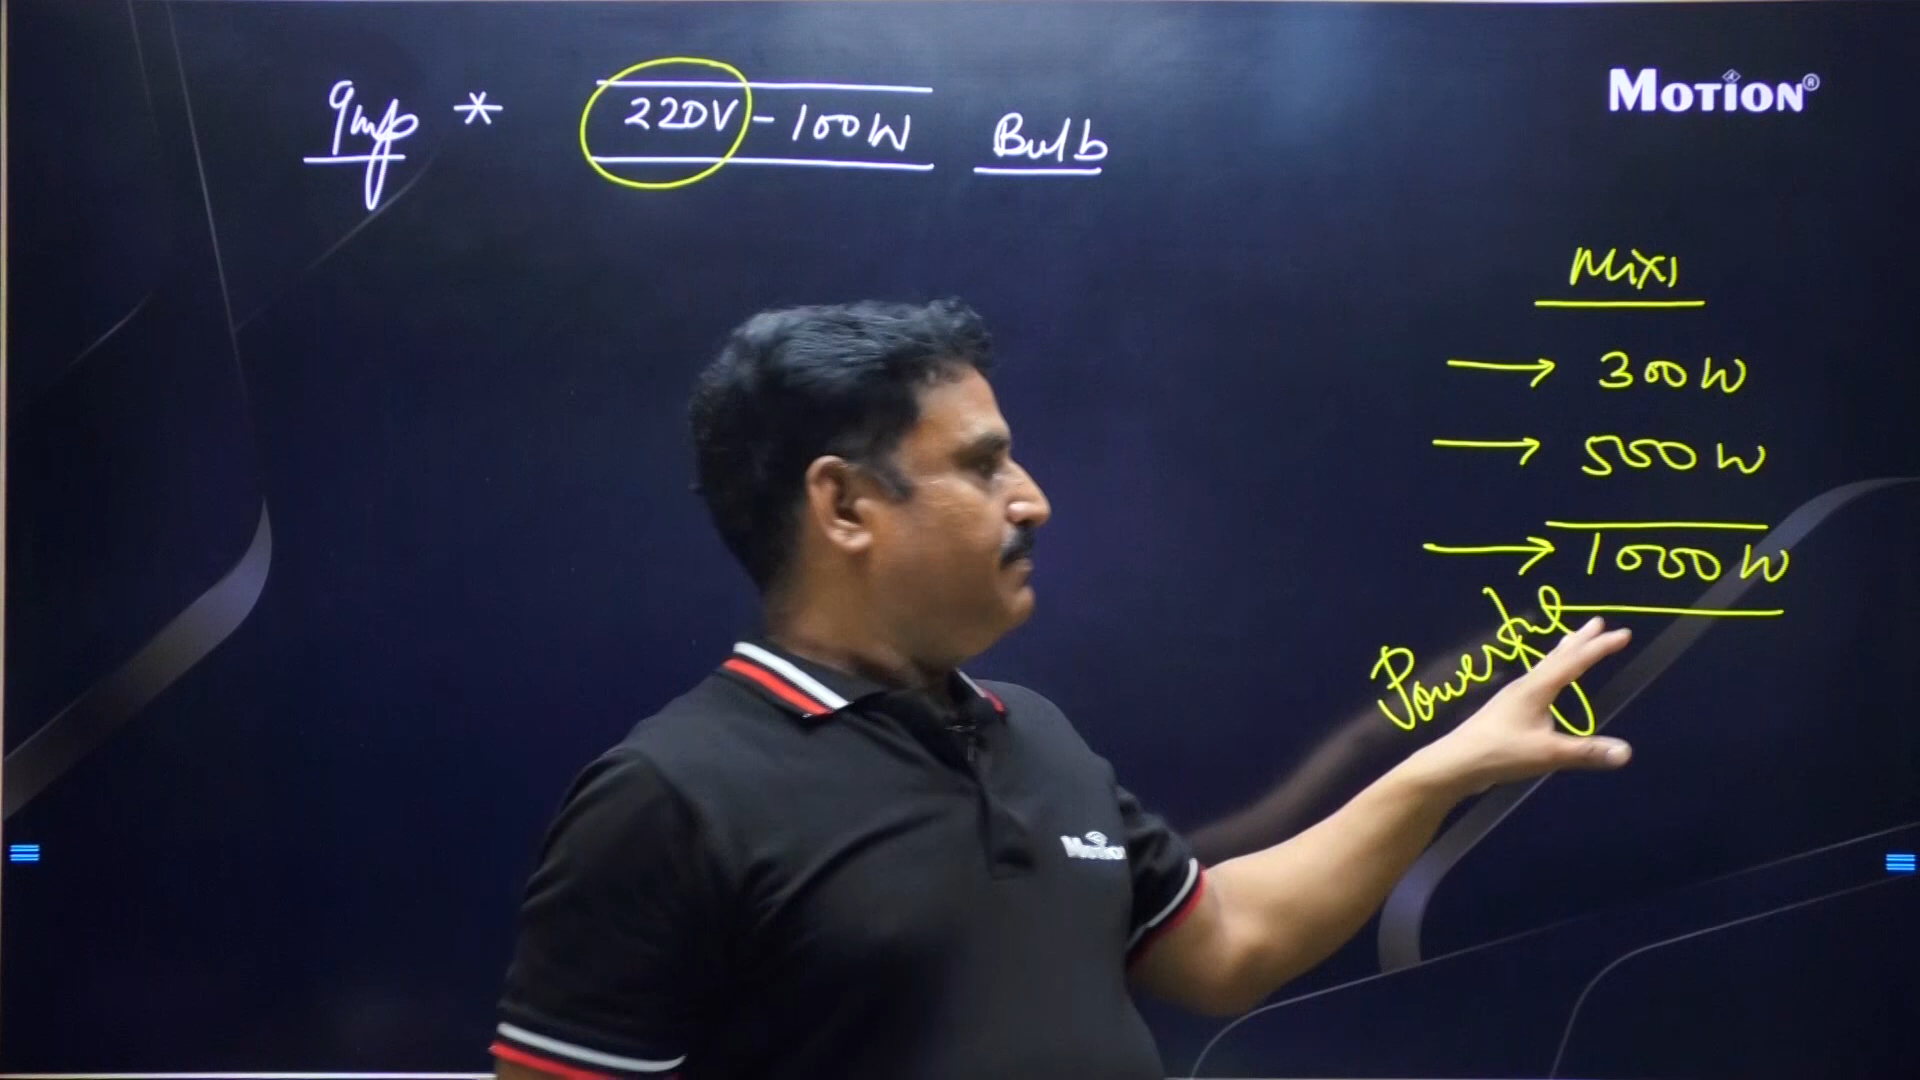 Imp * 220V - 100W Bulb
MOTION®
Mixi
→ 300W
→ 500W
→ 1000W
Powerful
MOTION